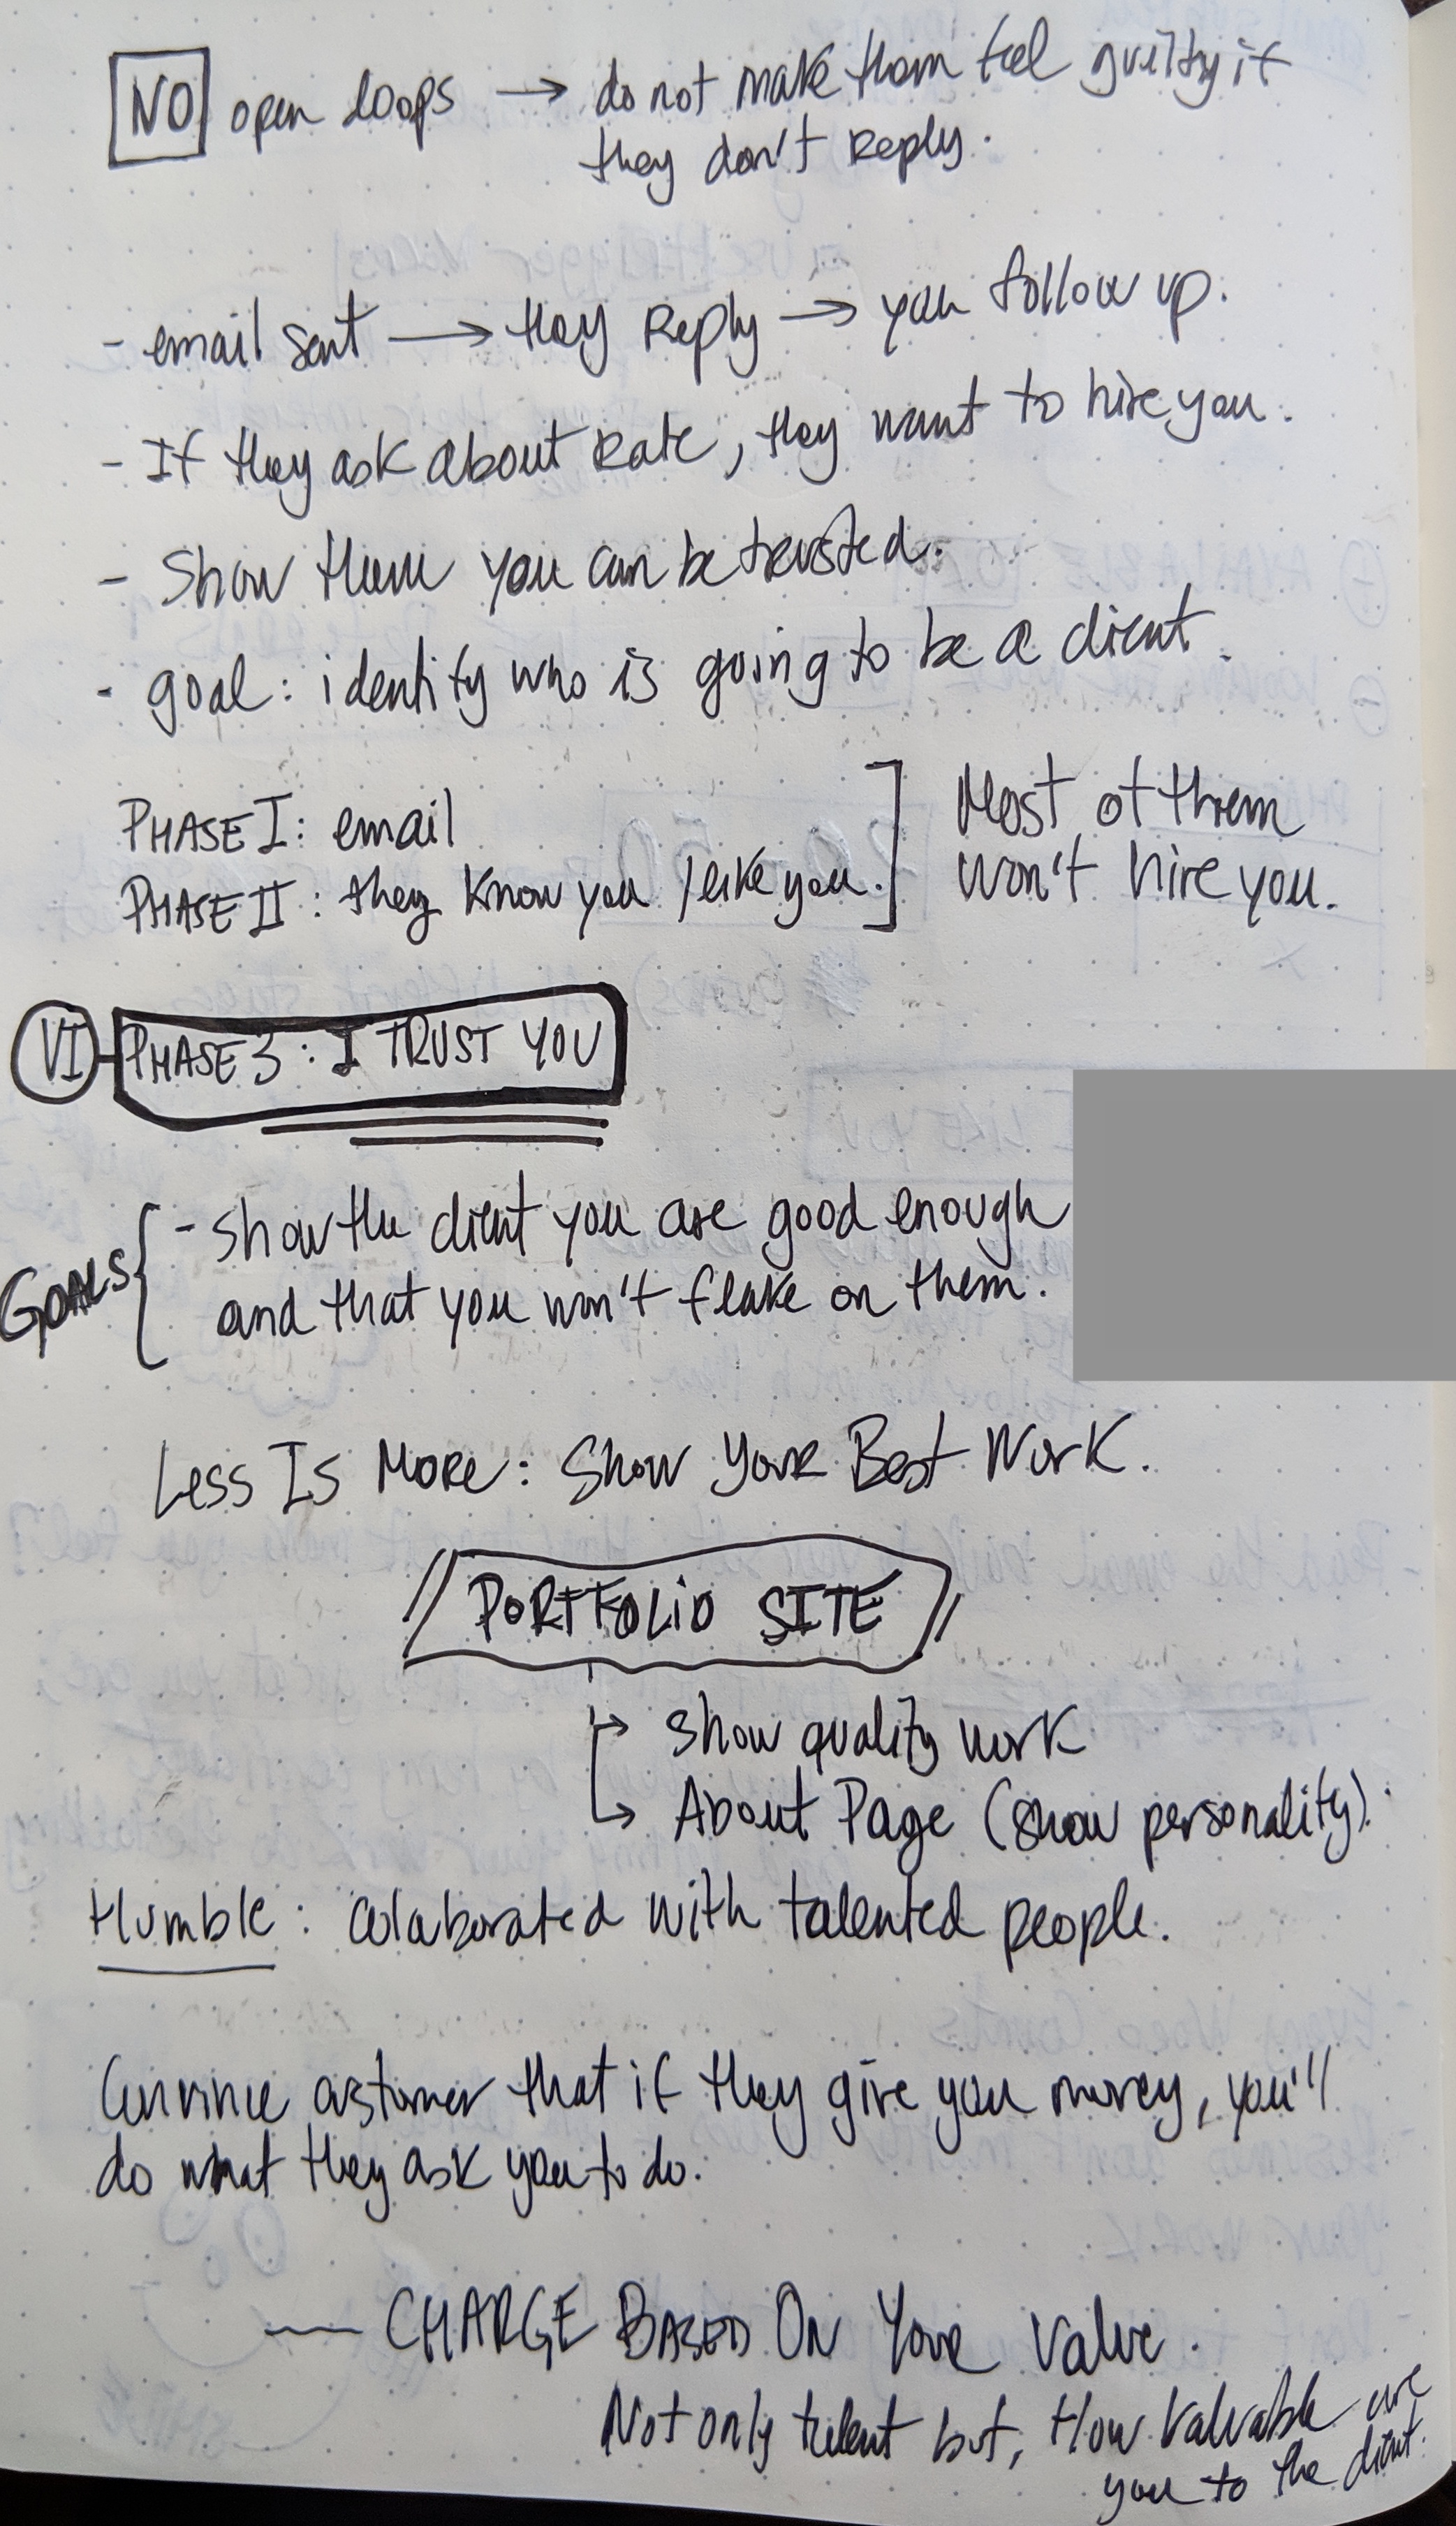 NO open loops → do not make them feel guilty if
they don't reply.
- email sent → they reply → you follow up.
- If they ask about rate, they want to hire you.
- Show them you can be trusted.
- goal: identify who is going to be a client.
PHASE I: email
PHASE II: they know you / like you. ] Most of them
won't hire you.
VI PHASE 3: I TRUST YOU
GOALS { - show the client you are good enough
and that you won't flake on them.
Less Is More: Show Your Best Work.
PORTFOLIO SITE
↳ show quality work
↳ About Page (show personality).
Humble: colaborated with talented people.
Convince customer that if they give you money, you'll
do what they ask you to do.
— CHARGE BASED ON Your Value.
Not only talent but, How valuable are
you to the client.